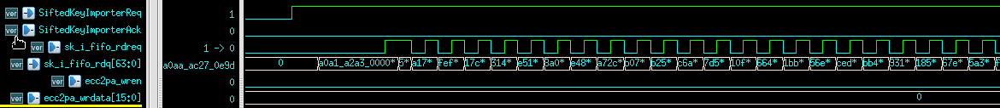 ver SiftedKeyImporterReq 1
ver SiftedKeyImporterAck 0
ver sk_i_fifo_rdreq 1 -> 0
ver sk_i_fifo_rdq[63:0] a0aa_ac27_0e9d 0 a0a1_a2a3_0000* 5* a17* fef* 17c* 314* e51* 8a0* e48* a72c* b07* b25* c6a* 7d5* 10f* 664* 1bb* 56e* ced* bb4* 931* 185* 67e* 5a3*
ver ecc2pa_wren 0
ver ecc2pa_wrdata[15:0] 0 0